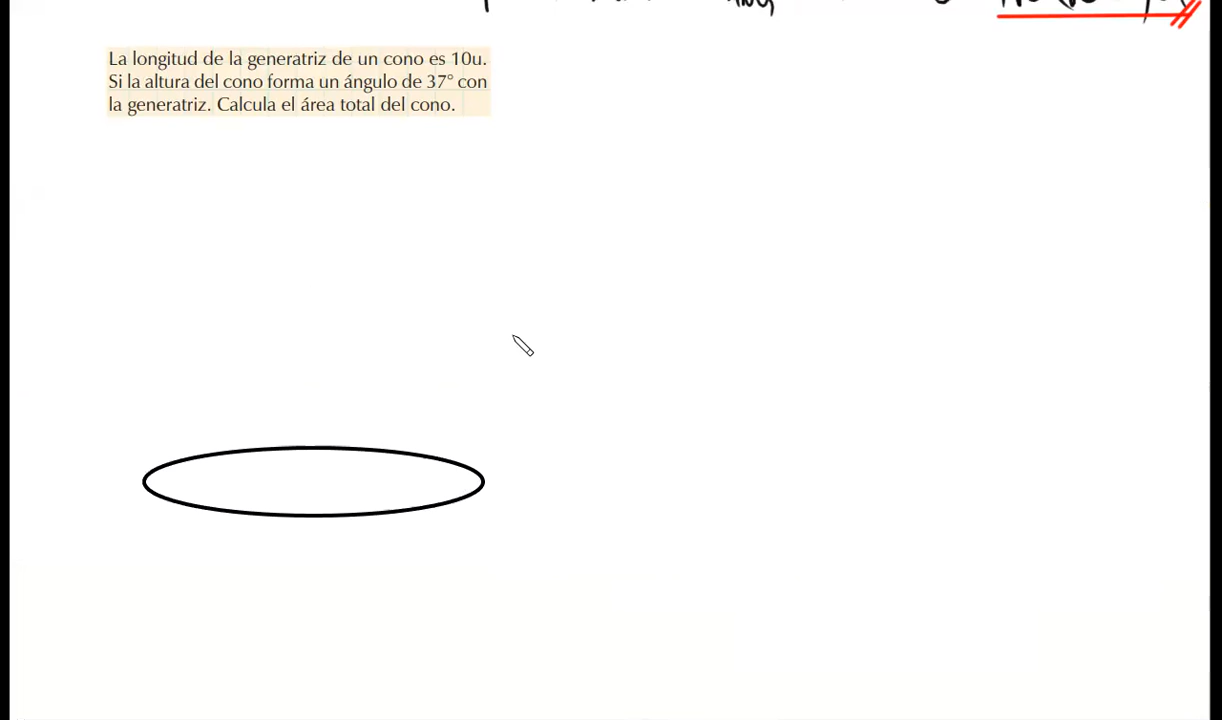 La longitud de la generatriz de un cono es 10u.
Si la altura del cono forma un ángulo de 37° con
la generatriz. Calcula el área total del cono.